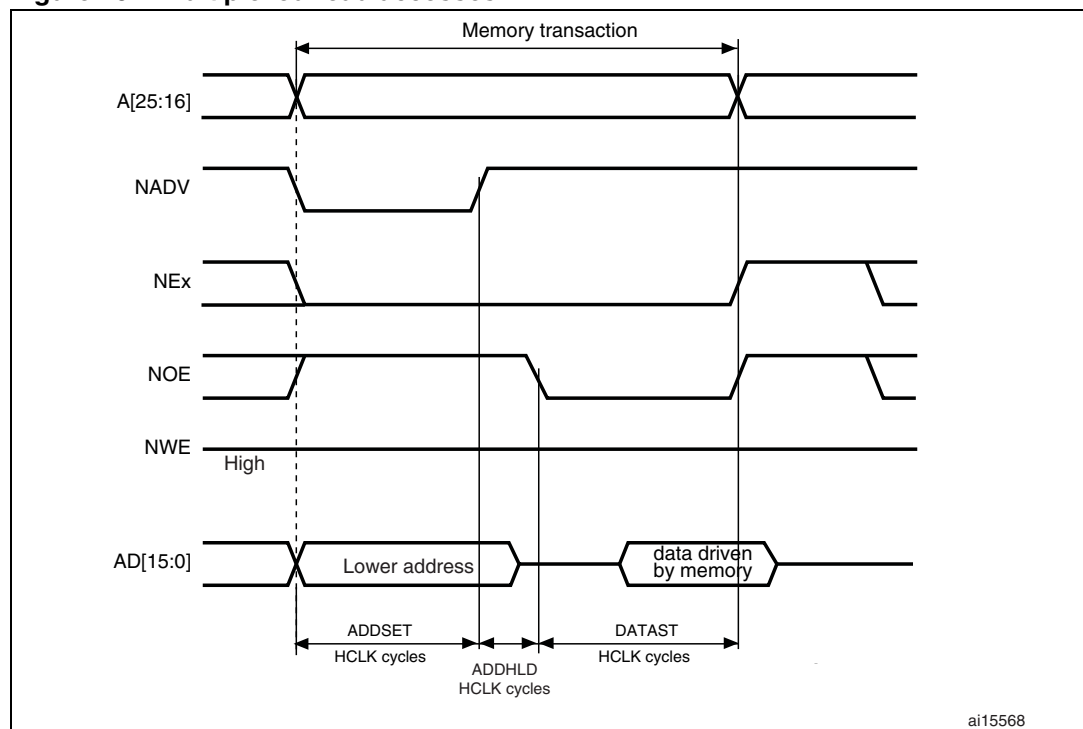 Memory transaction
A[25:16]
NADV
NEx
NOE
NWE
High
AD[15:0]
Lower address
data driven
by memory
ADDSET
HCLK cycles
ADDHLD
HCLK cycles
DATAST
HCLK cycles
ai15568